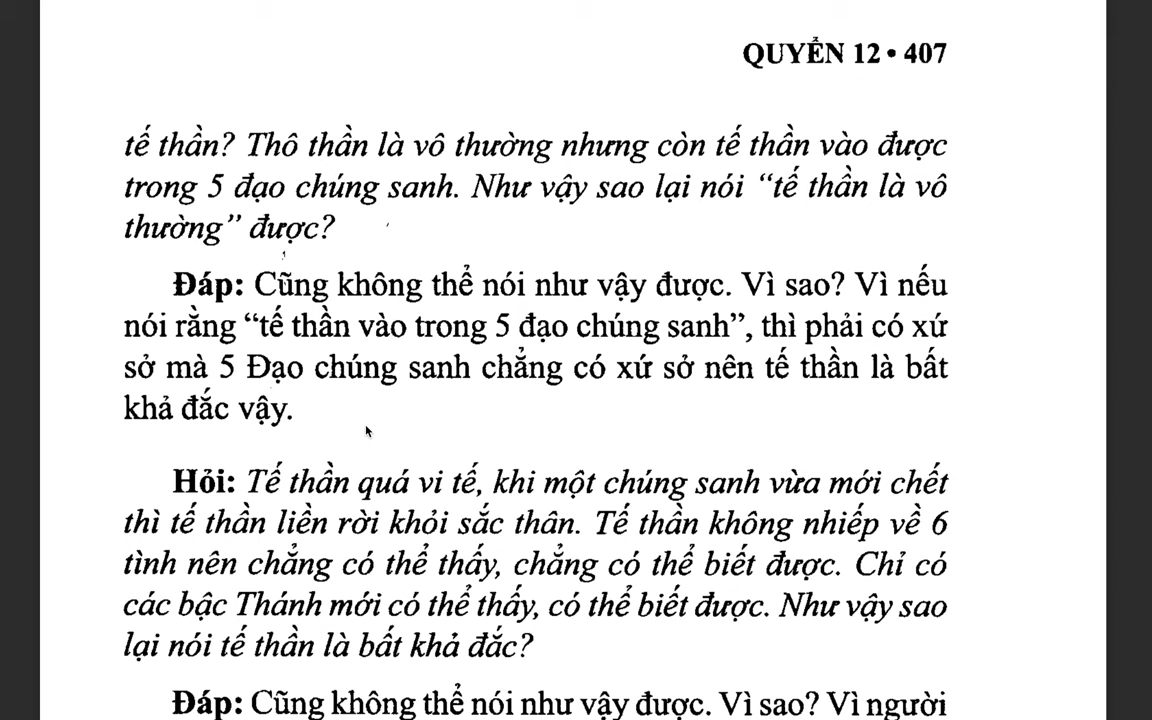 QUYỂN 12 • 407
tế thần? Thô thần là vô thường nhưng còn tế thần vào được
trong 5 đạo chúng sanh. Như vậy sao lại nói “tế thần là vô
thường” được?
Đáp: Cũng không thể nói như vậy được. Vì sao? Vì nếu
nói rằng “tế thần vào trong 5 đạo chúng sanh”, thì phải có xứ
sở mà 5 Đạo chúng sanh chẳng có xứ sở nên tế thần là bất
khả đắc vậy.
Hỏi: Tế thần quá vi tế, khi một chúng sanh vừa mới chết
thì tế thần liền rời khỏi sắc thân. Tế thần không nhiếp về 6
tình nên chẳng có thể thấy, chẳng có thể biết được. Chỉ có
các bậc Thánh mới có thể thấy, có thể biết được. Như vậy sao
lại nói tế thần là bất khả đắc?
Đáp: Cũng không thể nói như vậy được. Vì sao? Vì người